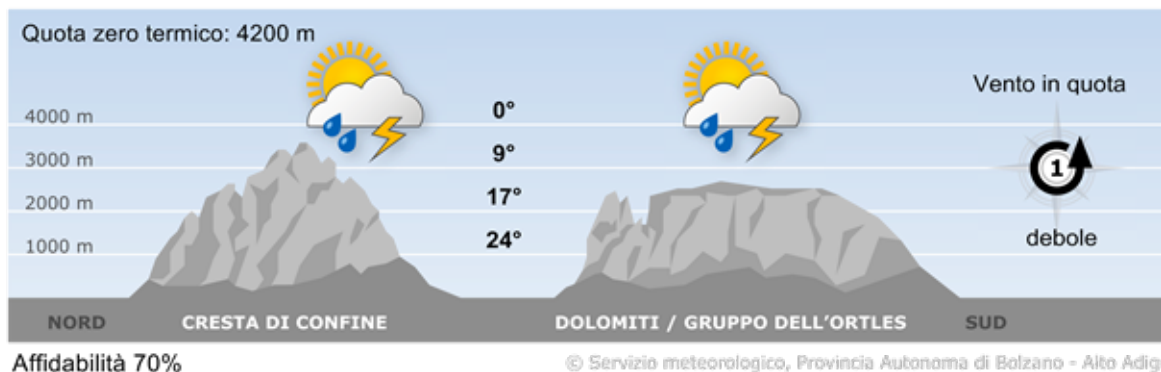 Quota zero termico: 4200 m
Vento in quota
4000 m
0°
3000 m
9°
1
2000 m
17°
debole
1000 m
24°
NORD
CRESTA DI CONFINE
DOLOMITI / GRUPPO DELL'ORTLES
SUD
Affidabilità 70%
© Servizio meteorologico, Provincia Autonoma di Bolzano - Alto Adig